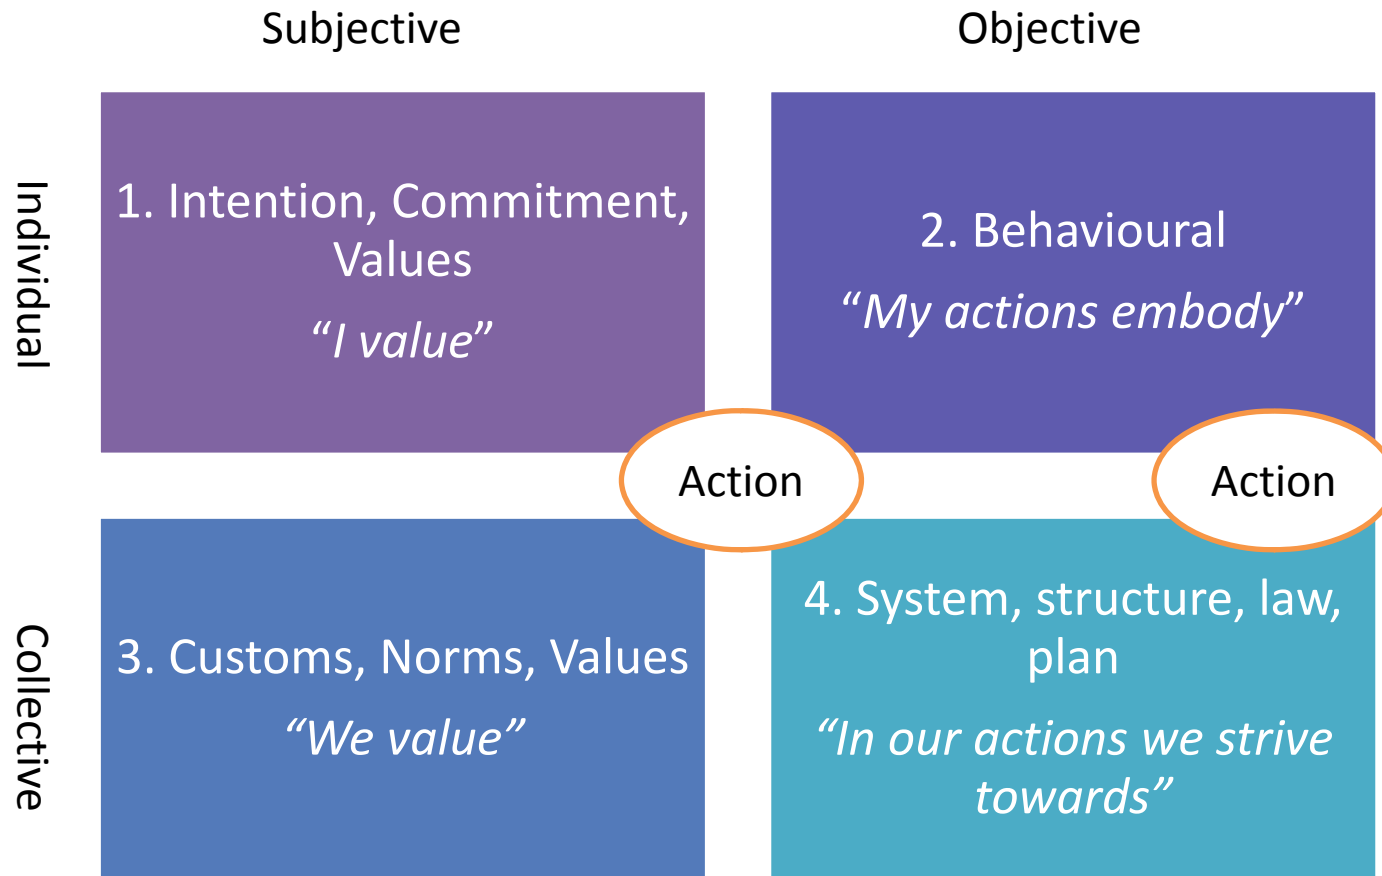 Subjective
Objective
Individual
1. Intention, Commitment,
Values
“I value”
2. Behavioural
“My actions embody”
Action
Action
Collective
3. Customs, Norms, Values
“We value”
4. System, structure, law,
plan
“In our actions we strive
towards”